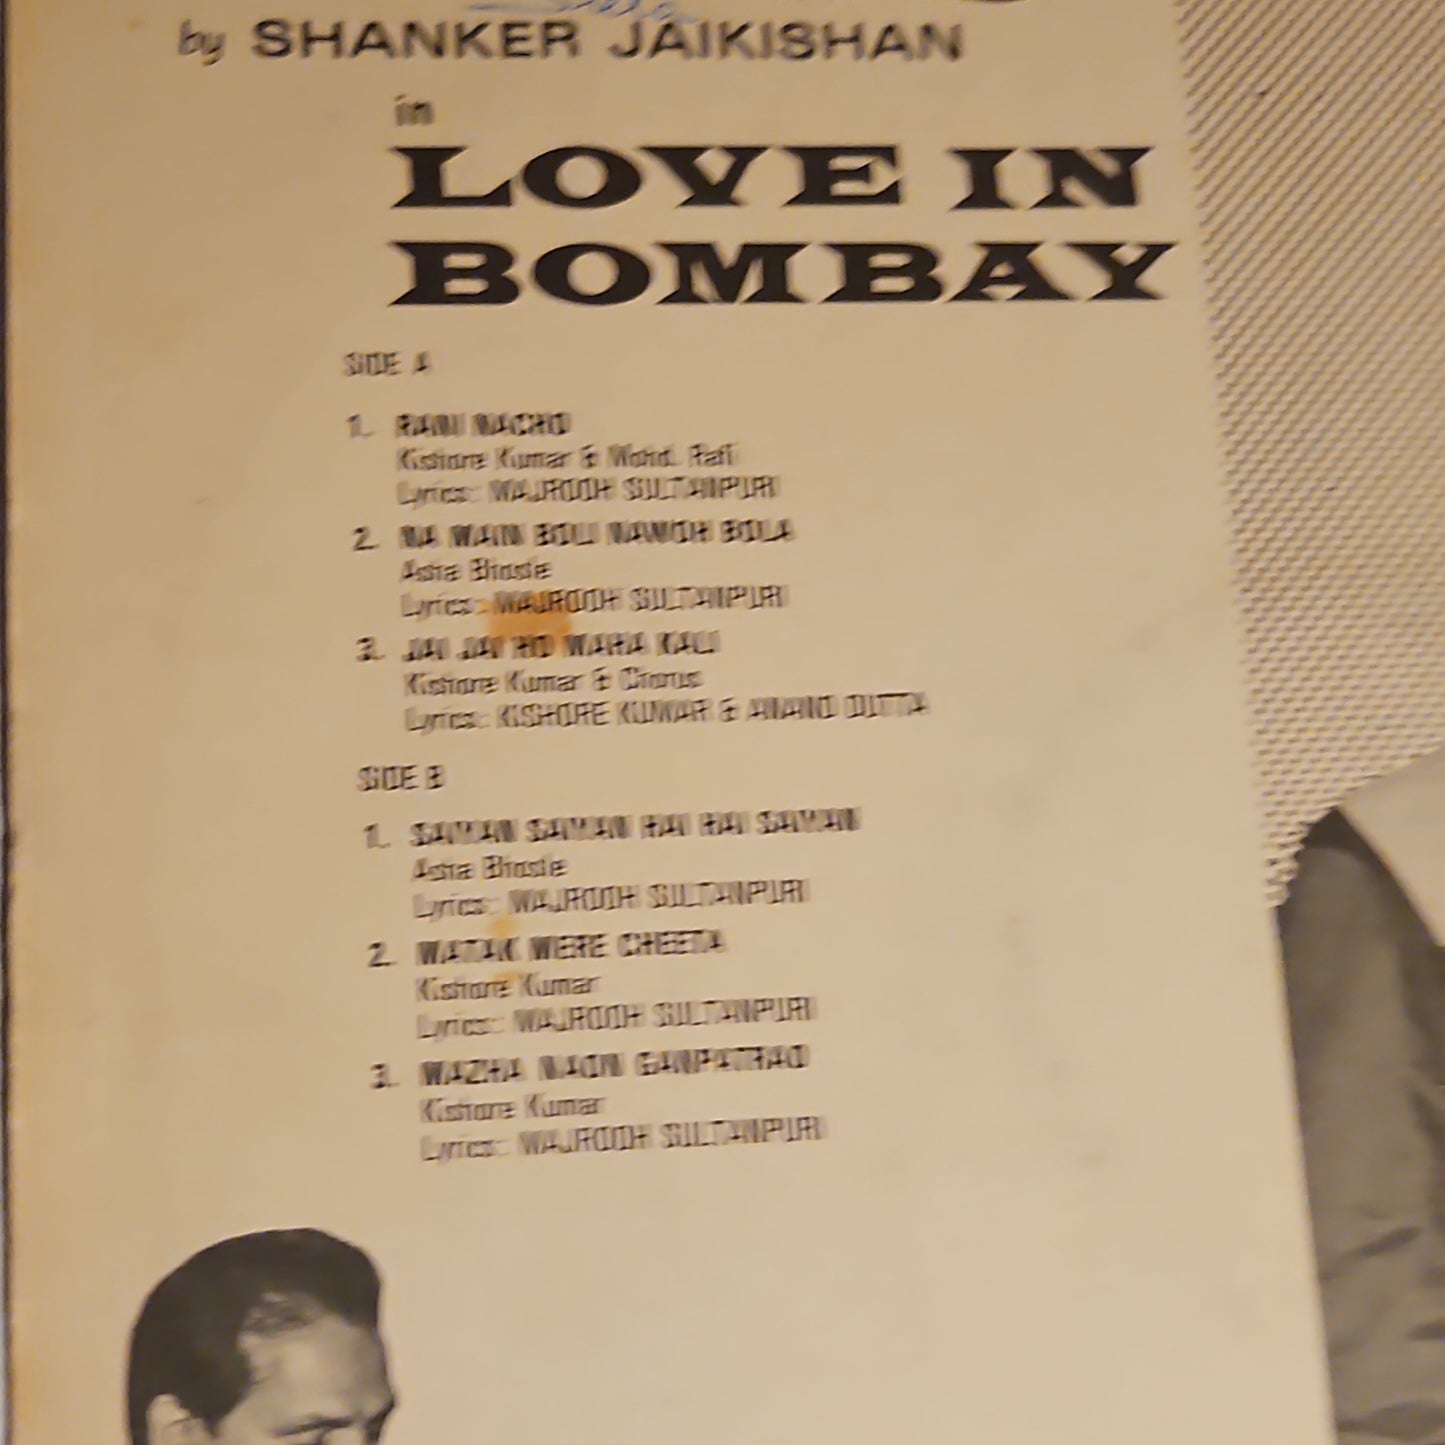 by SHANKER JAIKISHAN
in
LOVE IN
BOMBAY
SIDE A
1. RANI NACHO
Kishore Kumar & Mohd. Rafi
Lyrics: MAJROOH SULTANPURI
2. NA MAIN BOLI NAWOH BOLA
Asha Bhosle
Lyrics: MAJROOH SULTANPURI
3. JAI JAI HO MAHA KALI
Kishore Kumar & Chorus
Lyrics: KISHORE KUMAR & ANAND DUTTA
SIDE B
1. SAIYAN SAIYAN HAI HAI SAIYAN
Asha Bhosle
Lyrics: MAJROOH SULTANPURI
2. MATAK MERE CHEETA
Kishore Kumar
Lyrics: MAJROOH SULTANPURI
3. MAZHA NAON GANPATRAO
Kishore Kumar
Lyrics: MAJROOH SULTANPURI